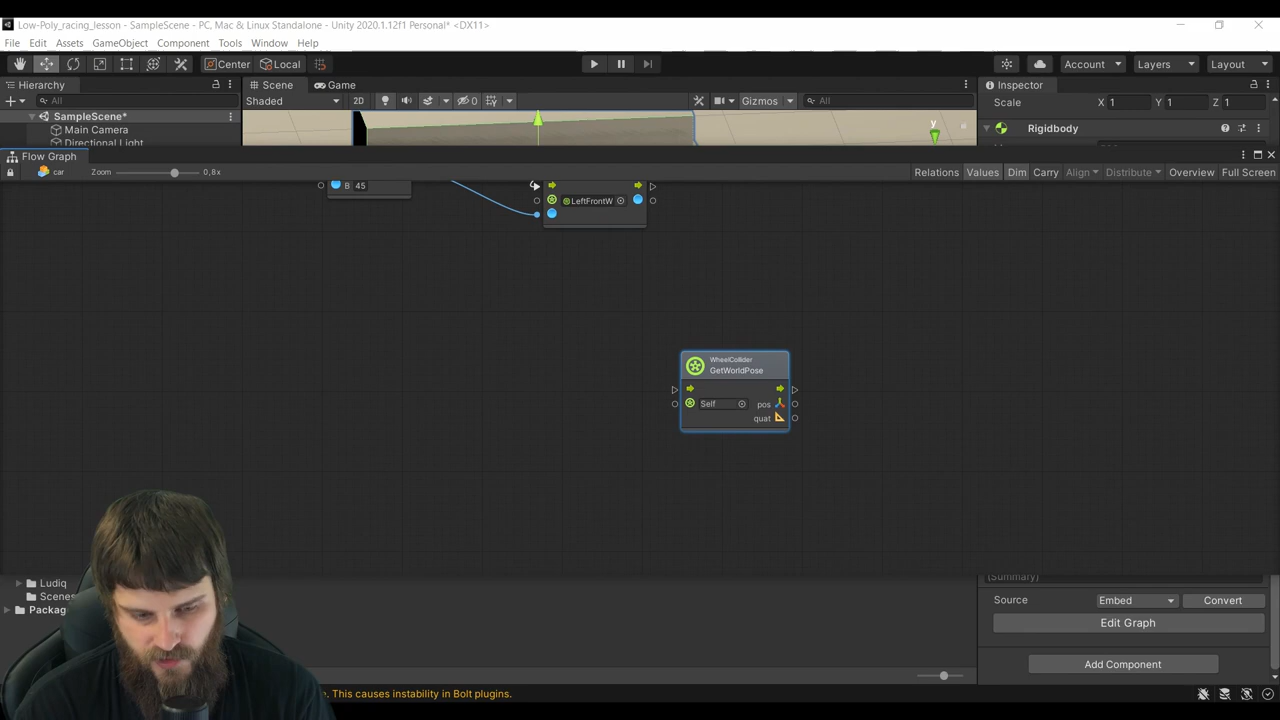 Low-Poly_racing_lesson - SampleScene - PC, Mac & Linux Standalone - Unity 2020.1.12f1 Personal* <DX11>
File Edit Assets GameObject Component Tools Window Help
Center Local Account Layers Layout
Hierarchy Scene Game Inspector
All Shaded 2D 0 Gizmos All Scale X 1 Y 1 Z 1
SampleScene*
Main Camera y Rigidbody
Directional Light
Flow Graph
car Zoom 0,8x Relations Values Dim Carry Align Distribute Overview Full Screen
B 45
LeftFrontW
WheelCollider
GetWorldPose
Self pos
quat
Ludiq (Summary)
Scenes Source Embed Convert
Packag
Edit Graph
Add Component
. This causes instability in Bolt plugins.